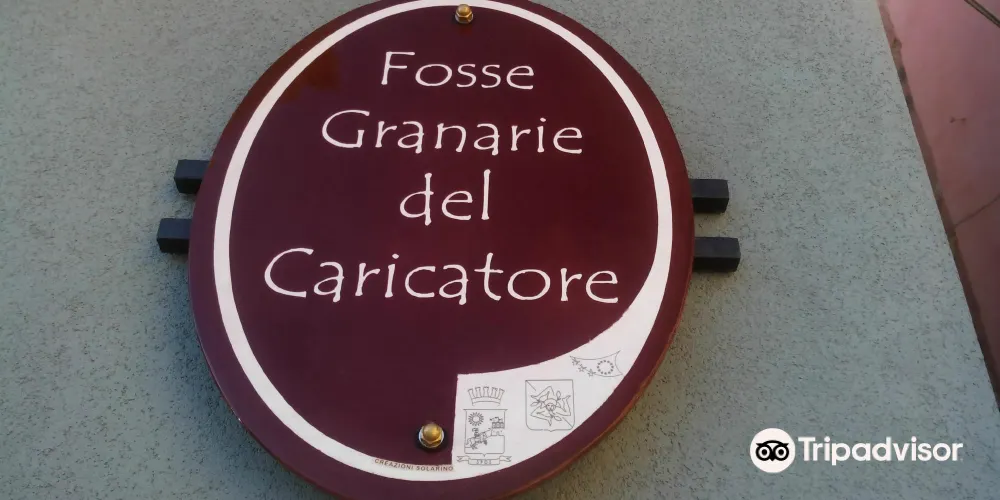 Fosse
Granarie
del
Caricatore
CREAZIONI SOLARINO
Tripadvisor